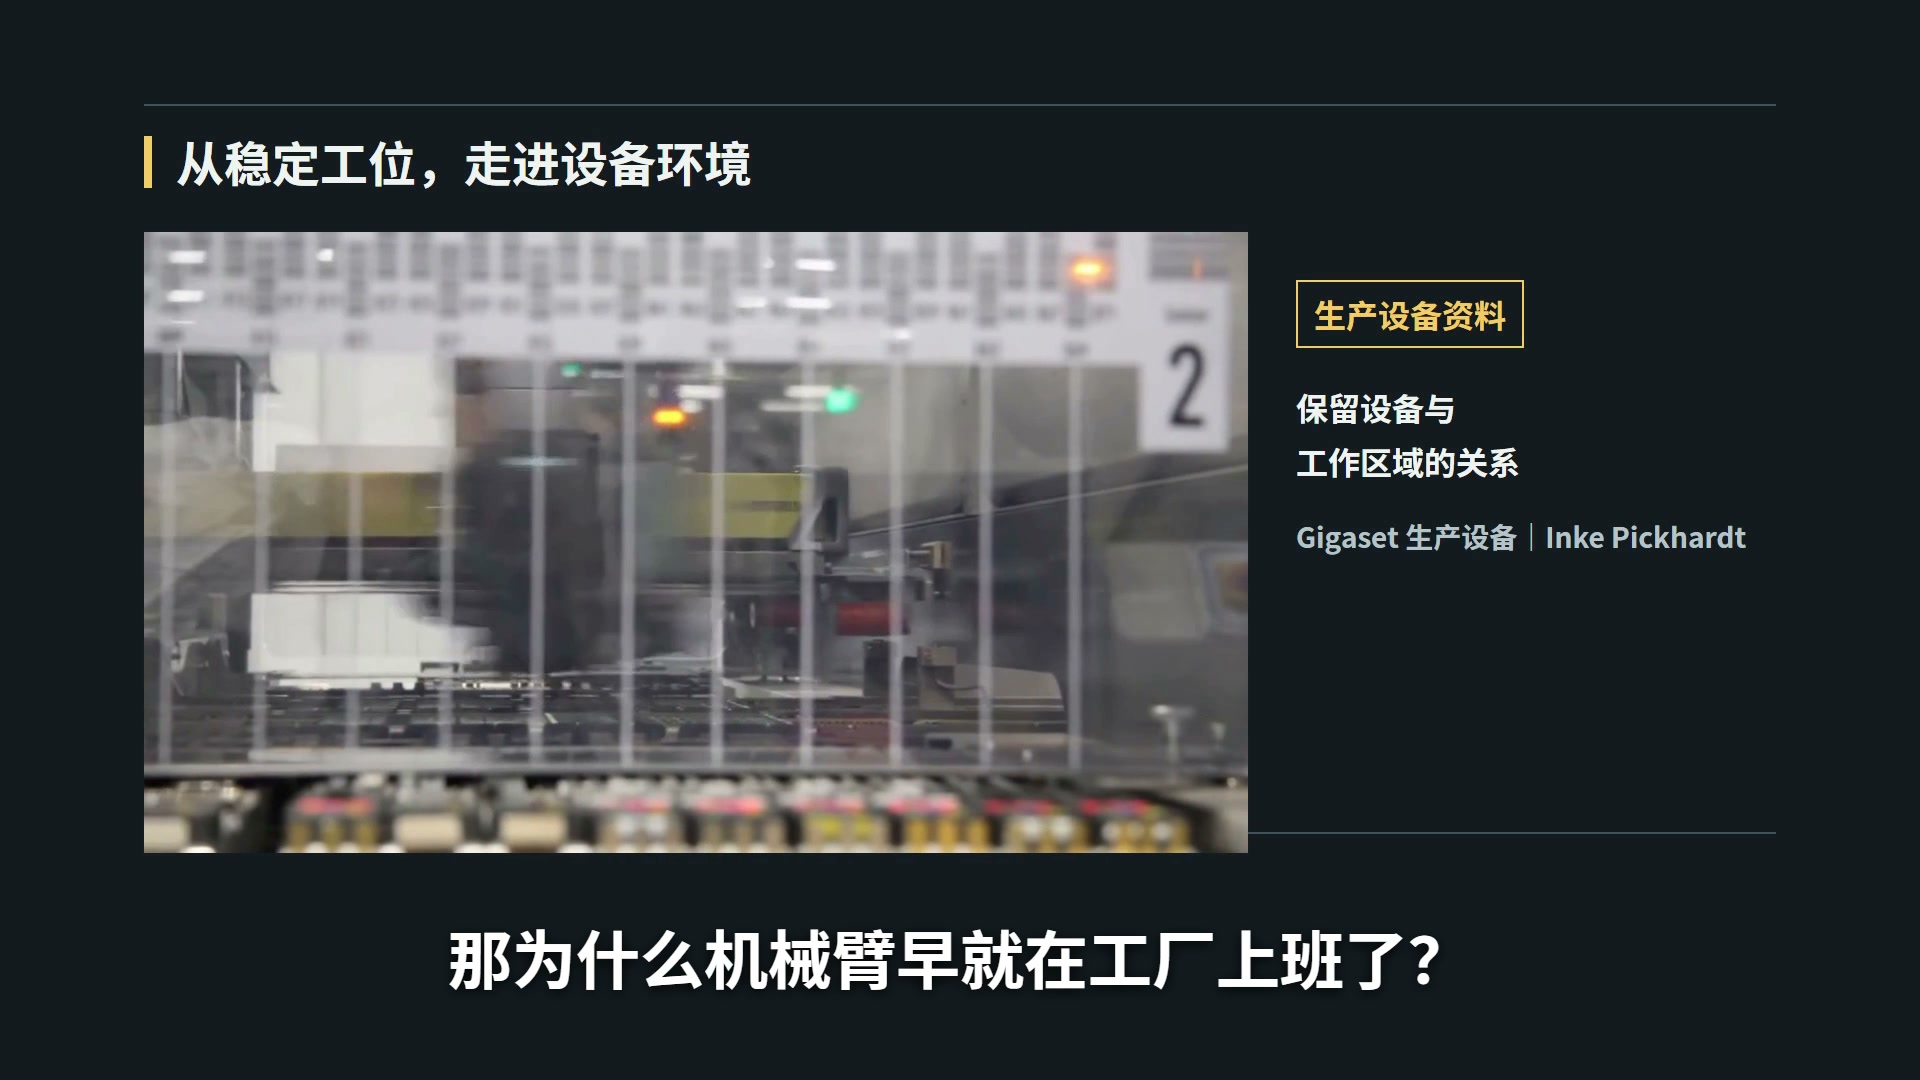 从稳定工位，走进设备环境
2
生产设备资料
保留设备与
工作区域的关系
Gigaset 生产设备｜Inke Pickhardt
那为什么机械臂早就在工厂上班了？